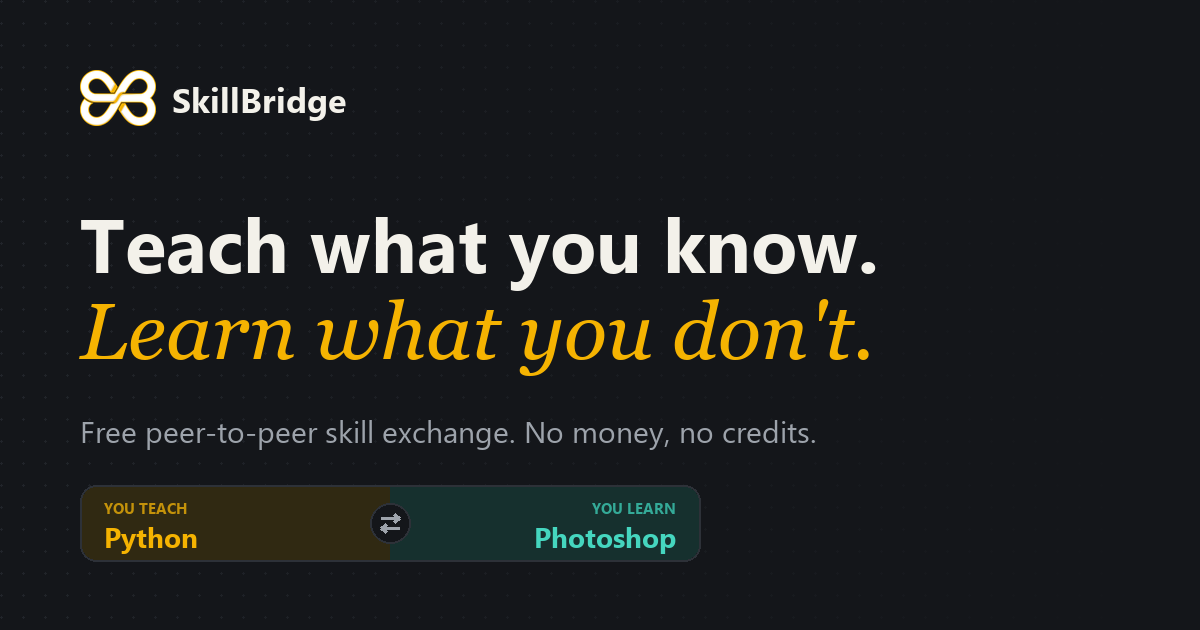 SkillBridge
Teach what you know.
Learn what you don't.
Free peer-to-peer skill exchange. No money, no credits.
YOU TEACH
Python
YOU LEARN
Photoshop